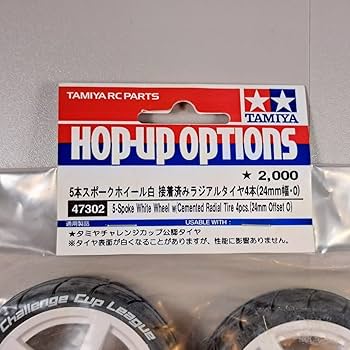 TAMIYA RC PARTS
TAMIYA
HOP-UP OPTIONS
★ 2,000
5本スポークホイール白 接着済みラジアルタイヤ4本(24mm幅・0)
47302 5-Spoke White Wheel w/Cemented Radial Tire 4pcs.(24mm Offset 0)
適用製品 USABLE WITH :
★タミヤチャレンジカップ公認タイヤ
※タイヤ表面が白くなることがありますが、性能に影響ありません。
Challenge Cup League